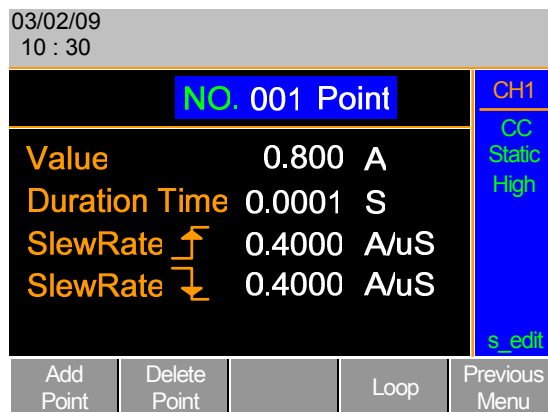 03/02/09
10 : 30
NO. 001 Point
Value 0.800 A
Duration Time 0.0001 S
SlewRate 0.4000 A/uS
SlewRate 0.4000 A/uS
CH1
CC
Static
High
s_edit
Add
Point
Delete
Point
Loop
Previous
Menu